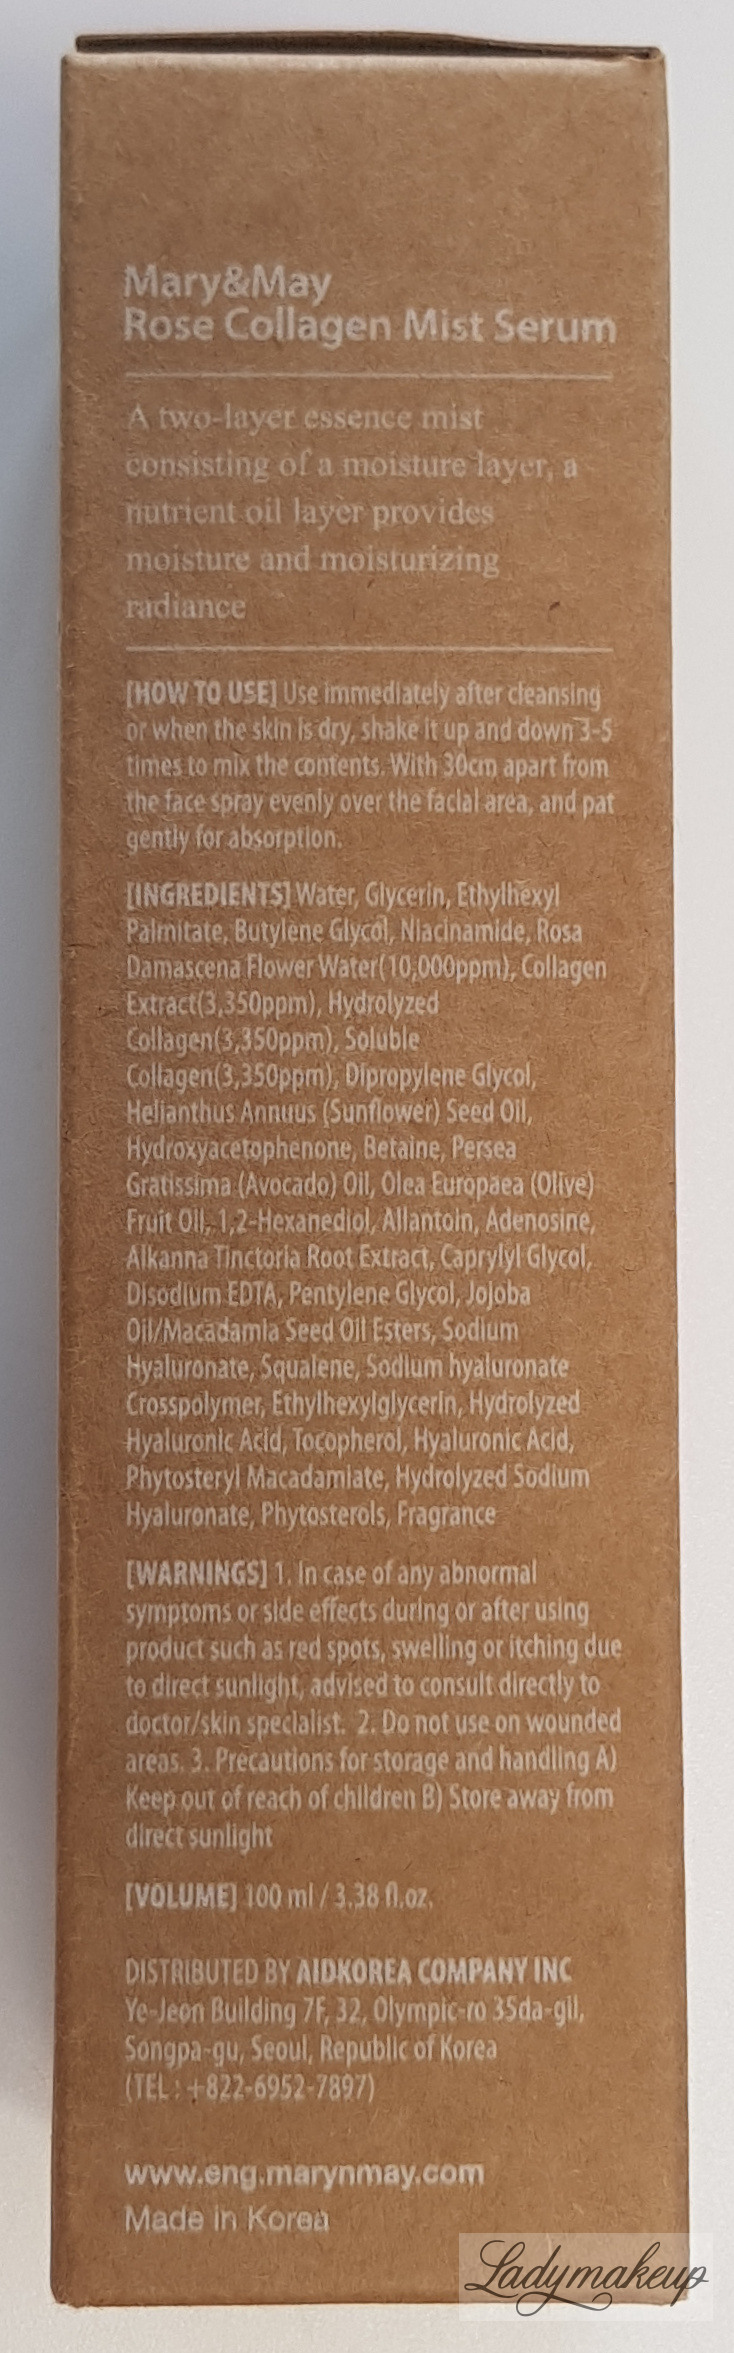 Mary&May
Rose Collagen Mist Serum
A two-layer essence mist
consisting of a moisture layer, a
nutrient oil layer provides
moisture and moisturizing
radiance
[HOW TO USE] Use immediately after cleansing
or when the skin is dry, shake it up and down 3-5
times to mix the contents. With 30cm apart from
the face spray evenly over the facial area, and pat
gently for absorption.
[INGREDIENTS] Water, Glycerin, Ethylhexyl
Palmitate, Butylene Glycol, Niacinamide, Rosa
Damascena Flower Water(10,000ppm), Collagen
Extract(3,350ppm), Hydrolyzed
Collagen(3,350ppm), Soluble
Collagen(3,350ppm), Dipropylene Glycol,
Helianthus Annuus (Sunflower) Seed Oil,
Hydroxyacetophenone, Betaine, Persea
Gratissima (Avocado) Oil, Olea Europaea (Olive)
Fruit Oil, 1,2-Hexanediol, Allantoin, Adenosine,
Alkanna Tinctoria Root Extract, Caprylyl Glycol,
Disodium EDTA, Pentylene Glycol, Jojoba
Oil/Macadamia Seed Oil Esters, Sodium
Hyaluronate, Squalene, Sodium hyaluronate
Crosspolymer, Ethylhexylglycerin, Hydrolyzed
Hyaluronic Acid, Tocopherol, Hyaluronic Acid,
Phytosteryl Macadamiate, Hydrolyzed Sodium
Hyaluronate, Phytosterols, Fragrance
[WARNINGS] 1. In case of any abnormal
symptoms or side effects during or after using
product such as red spots, swelling or itching due
to direct sunlight, advised to consult directly to
doctor/skin specialist. 2. Do not use on wounded
areas. 3. Precautions for storage and handling A)
Keep out of reach of children B) Store away from
direct sunlight
[VOLUME] 100 ml / 3.38 fl.oz.
DISTRIBUTED BY AIDKOREA COMPANY INC
Ye-Jeon Building 7F, 32, Olympic-ro 35da-gil,
Songpa-gu, Seoul, Republic of Korea
(TEL : +822-6952-7897)
www.eng.marynmay.com
Made in Korea
Ladymakeup